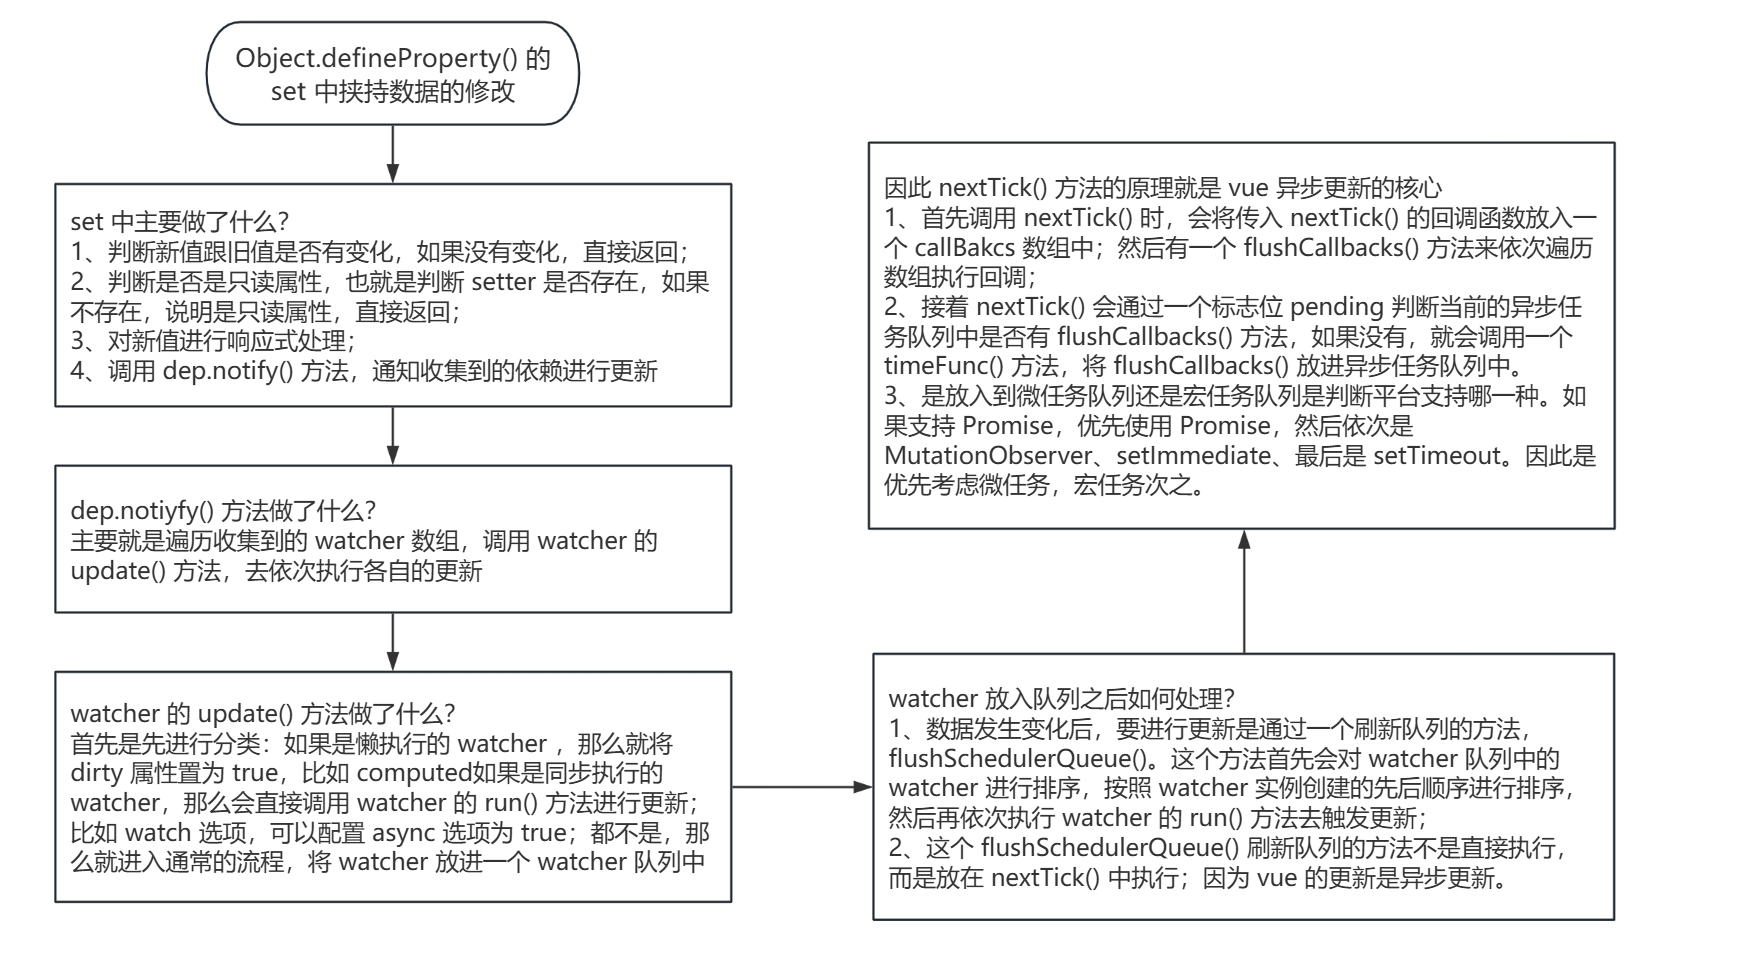 Object.defineProperty() 的
set 中挟持数据的修改
set 中主要做了什么?
1、判断新值跟旧值是否有变化，如果没有变化，直接返回；
2、判断是否是只读属性，也就是判断 setter 是否存在，如果
不存在，说明是只读属性，直接返回；
3、对新值进行响应式处理；
4、调用 dep.notify() 方法，通知收集到的依赖进行更新
dep.notiyfy() 方法做了什么?
主要就是遍历收集到的 watcher 数组，调用 watcher 的
update() 方法，去依次执行各自的更新
watcher 的 update() 方法做了什么?
首先是先进行分类：如果是懒执行的 watcher ，那么就将
dirty 属性置为 true，比如 computed如果是同步执行的
watcher，那么会直接调用 watcher 的 run() 方法进行更新；
比如 watch 选项，可以配置 async 选项为 true；都不是，那
么就进入通常的流程，将 watcher 放进一个 watcher 队列中
watcher 放入队列之后如何处理?
1、数据发生变化后，要进行更新是通过一个刷新队列的方法，
flushSchedulerQueue()。这个方法首先会对 watcher 队列中的
watcher 进行排序，按照 watcher 实例创建的先后顺序进行排序，
然后再依次执行 watcher 的 run() 方法去触发更新；
2、这个 flushSchedulerQueue() 刷新队列的方法不是直接执行，
而是放在 nextTick() 中执行；因为 vue 的更新是异步更新。
因此 nextTick() 方法的原理就是 vue 异步更新的核心
1、首先调用 nextTick() 时，会将传入 nextTick() 的回调函数放入一
个 callBakcs 数组中；然后有一个 flushCallbacks() 方法来依次遍历
数组执行回调；
2、接着 nextTick() 会通过一个标志位 pending 判断当前的异步任
务队列中是否有 flushCallbacks() 方法，如果没有，就会调用一个
timeFunc() 方法，将 flushCallbacks() 放进异步任务队列中。
3、是放入到微任务队列还是宏任务队列是判断平台支持哪一种。如
果支持 Promise，优先使用 Promise，然后依次是
MutationObserver、setImmediate、最后是 setTimeout。因此是
优先考虑微任务，宏任务次之。